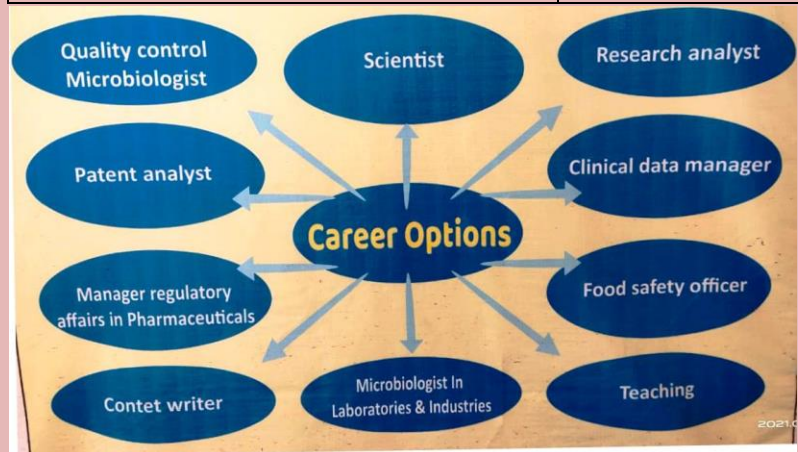 Quality control
Microbiologist
Scientist
Research analyst
Patent analyst
Clinical data manager
Career Options
Manager regulatory
affairs in Pharmaceuticals
Food safety officer
Contet writer
Microbiologist In
Laboratories & Industries
Teaching